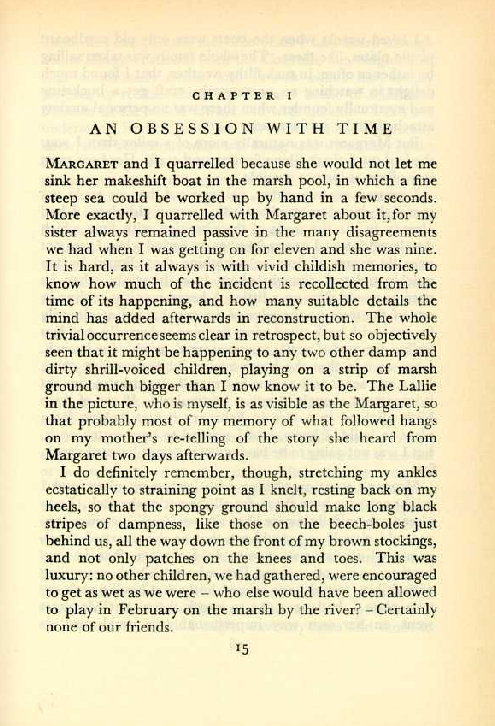 CHAPTER I
AN OBSESSION WITH TIME
MARGARET and I quarrelled because she would not let me
sink her makeshift boat in the marsh pool, in which a fine
steep sea could be worked up by hand in a few seconds.
More exactly, I quarrelled with Margaret about it, for my
sister always remained passive in the many disagreements
we had when I was getting on for eleven and she was nine.
It is hard, as it always is with vivid childish memories, to
know how much of the incident is recollected from the
time of its happening, and how many suitable details the
mind has added afterwards in reconstruction. The whole
trivial occurrence seems clear in retrospect, but so objectively
seen that it might be happening to any two other damp and
dirty shrill-voiced children, playing on a strip of marsh
ground much bigger than I now know it to be. The Lallie
in the picture, who is myself, is as visible as the Margaret, so
that probably most of my memory of what followed hangs
on my mother's re-telling of the story she heard from
Margaret two days afterwards.
I do definitely remember, though, stretching my ankles
ecstatically to straining point as I knelt, resting back on my
heels, so that the spongy ground should make long black
stripes of dampness, like those on the beech-boles just
behind us, all the way down the front of my brown stockings,
and not only patches on the knees and toes. This was
luxury: no other children, we had gathered, were encouraged
to get as wet as we were – who else would have been allowed
to play in February on the marsh by the river? – Certainly
none of our friends.
15